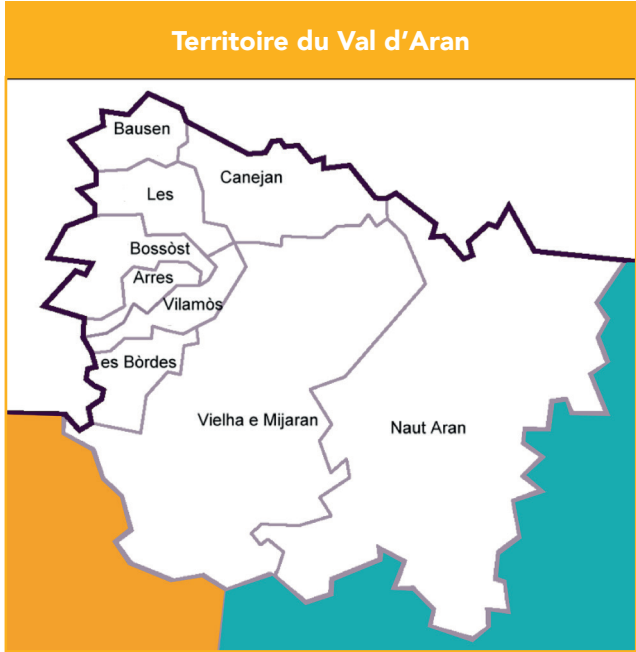 Territoire du Val d’Aran
Bausen
Canejan
Les
Bossòst
Arres
Vilamòs
es Bòrdes
Vielha e Mijaran
Naut Aran